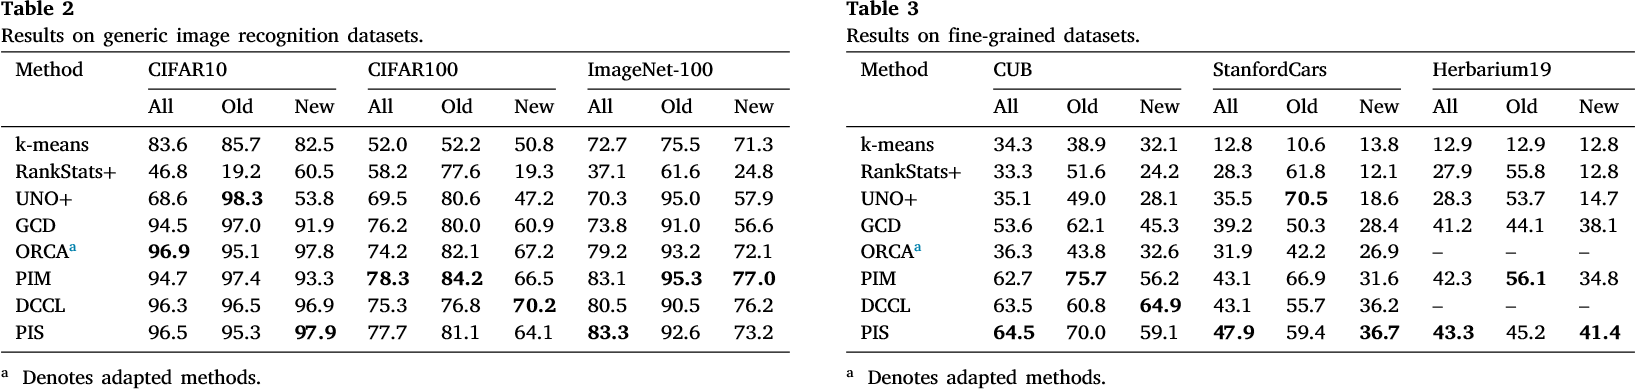 Table 2
Results on generic image recognition datasets.
Method CIFAR10 CIFAR100 ImageNet-100
All Old New All Old New All Old New
k-means 83.6 85.7 82.5 52.0 52.2 50.8 72.7 75.5 71.3
RankStats+ 46.8 19.2 60.5 58.2 77.6 19.3 37.1 61.6 24.8
UNO+ 68.6 98.3 53.8 69.5 80.6 47.2 70.3 95.0 57.9
GCD 94.5 97.0 91.9 76.2 80.0 60.9 73.8 91.0 56.6
ORCAa 96.9 95.1 97.8 74.2 82.1 67.2 79.2 93.2 72.1
PIM 94.7 97.4 93.3 78.3 84.2 66.5 83.1 95.3 77.0
DCCL 96.3 96.5 96.9 75.3 76.8 70.2 80.5 90.5 76.2
PIS 96.5 95.3 97.9 77.7 81.1 64.1 83.3 92.6 73.2
a Denotes adapted methods.
Table 3
Results on fine-grained datasets.
Method CUB StanfordCars Herbarium19
All Old New All Old New All Old New
k-means 34.3 38.9 32.1 12.8 10.6 13.8 12.9 12.9 12.8
RankStats+ 33.3 51.6 24.2 28.3 61.8 12.1 27.9 55.8 12.8
UNO+ 35.1 49.0 28.1 35.5 70.5 18.6 28.3 53.7 14.7
GCD 53.6 62.1 45.3 39.2 50.3 28.4 41.2 44.1 38.1
ORCAa 36.3 43.8 32.6 31.9 42.2 26.9 – – –
PIM 62.7 75.7 56.2 43.1 66.9 31.6 42.3 56.1 34.8
DCCL 63.5 60.8 64.9 43.1 55.7 36.2 – – –
PIS 64.5 70.0 59.1 47.9 59.4 36.7 43.3 45.2 41.4
a Denotes adapted methods.